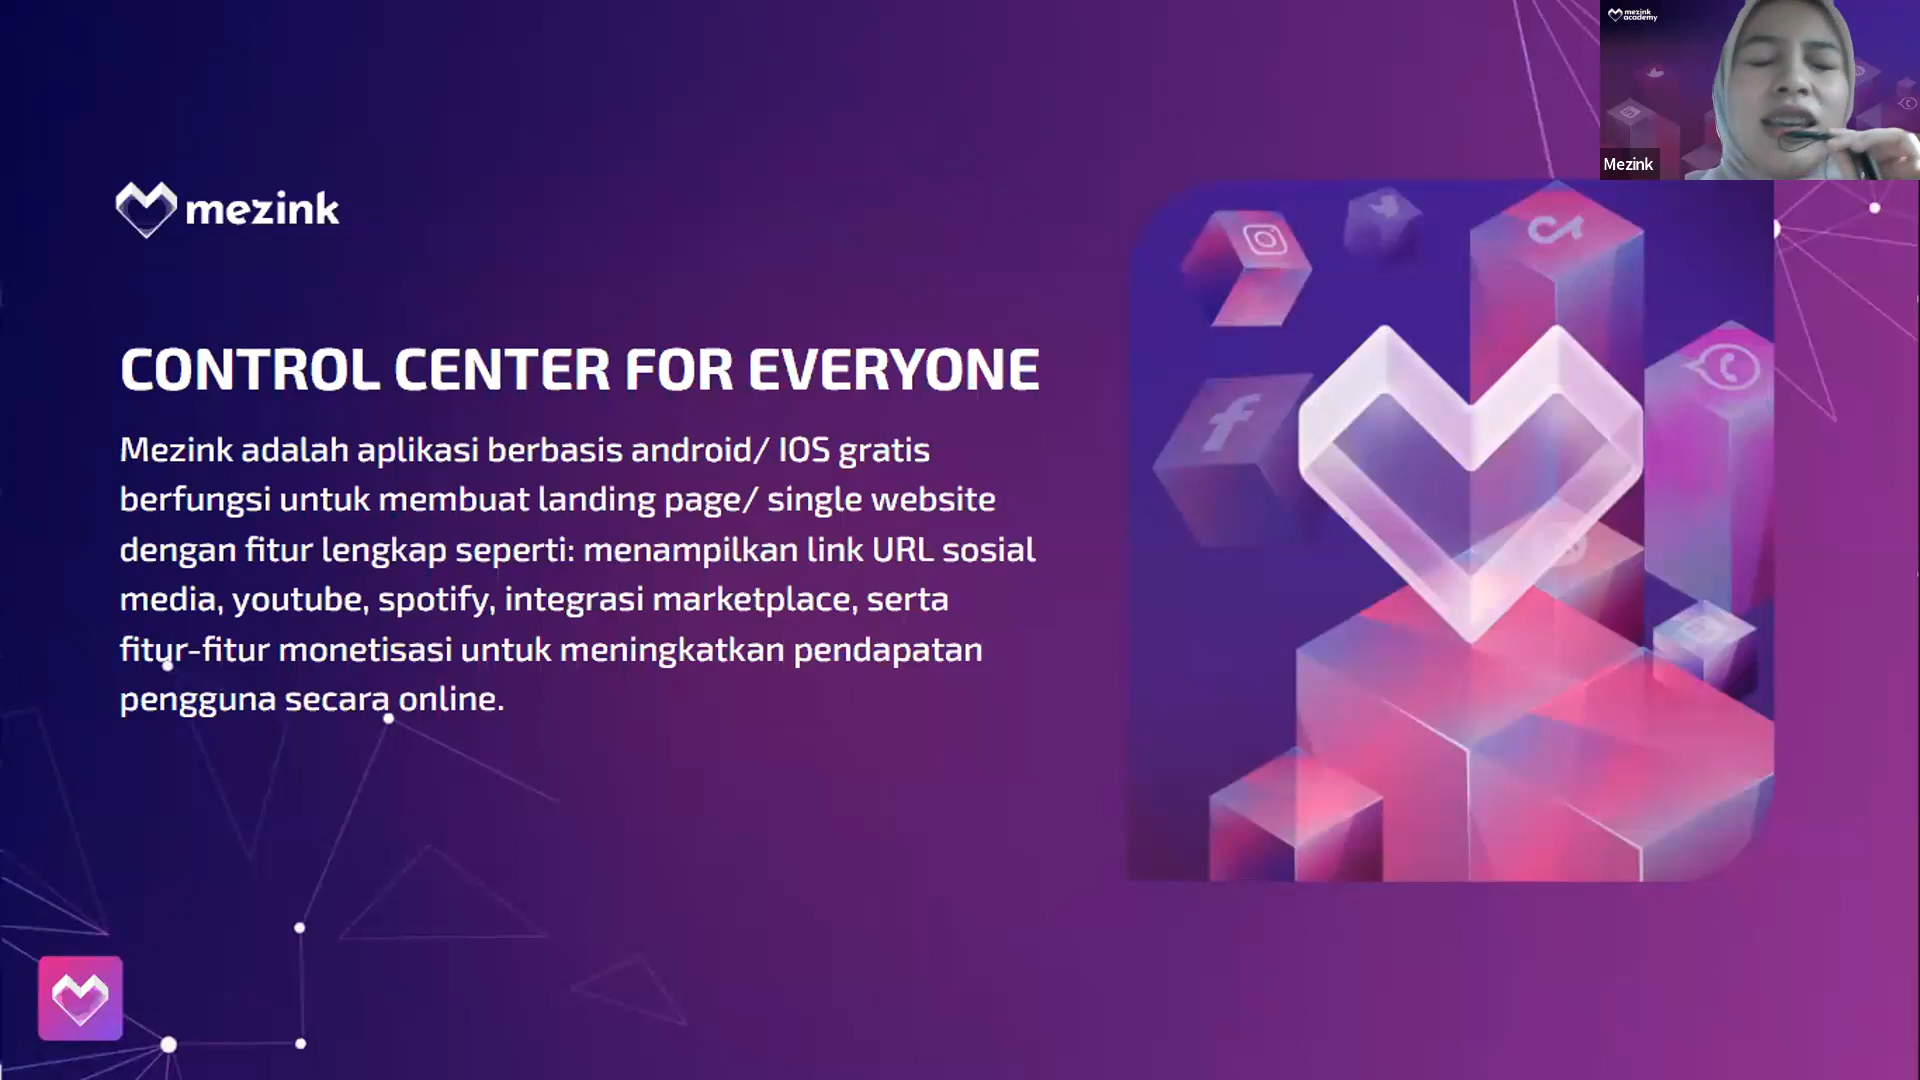 mezink
academy
Mezink
mezink
CONTROL CENTER FOR EVERYONE
Mezink adalah aplikasi berbasis android/ IOS gratis
berfungsi untuk membuat landing page/ single website
dengan fitur lengkap seperti: menampilkan link URL sosial
media, youtube, spotify, integrasi marketplace, serta
fitur-fitur monetisasi untuk meningkatkan pendapatan
pengguna secara online.